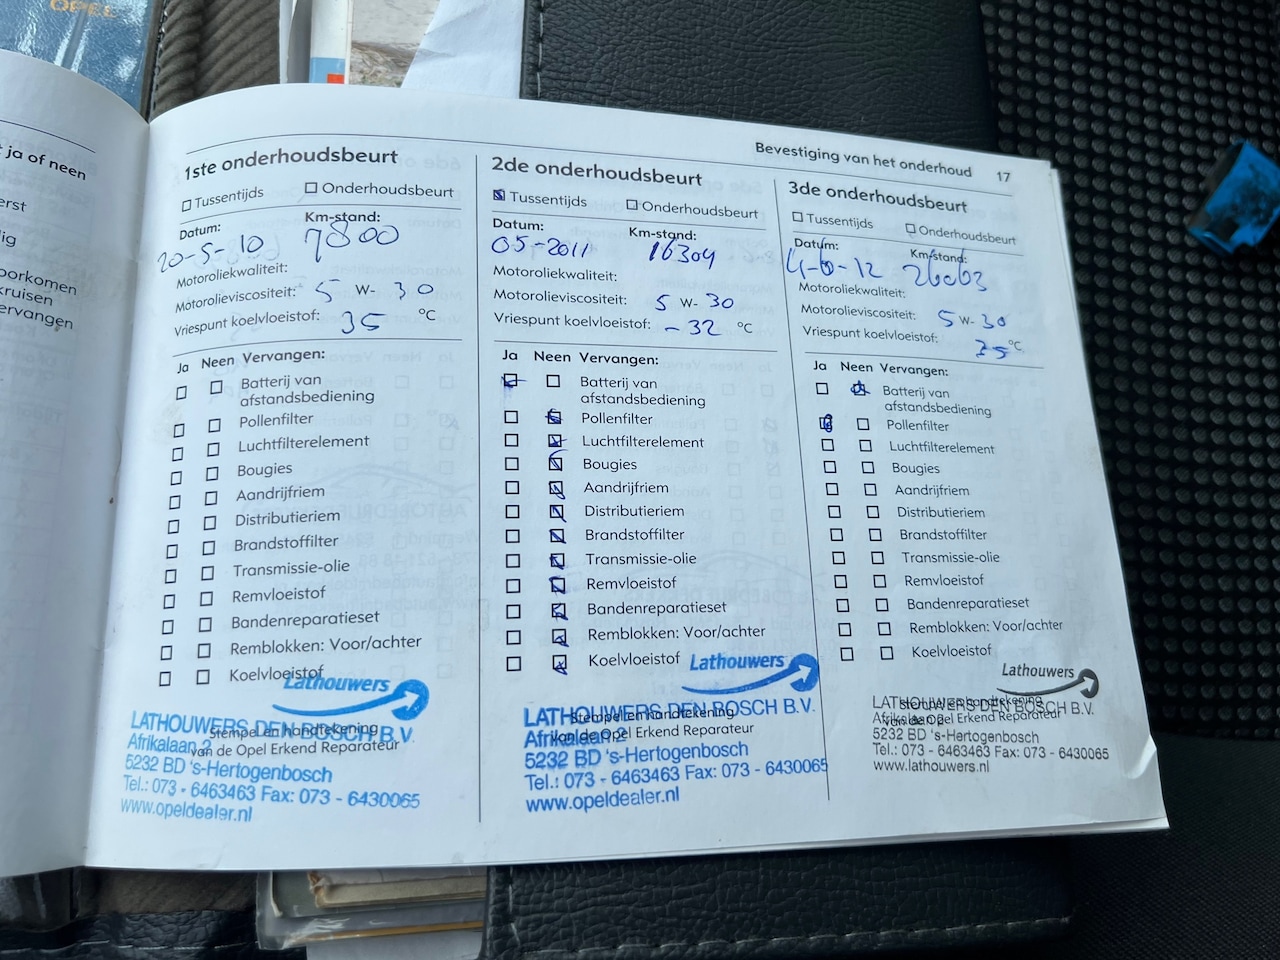 OPEL
ja of neen
Bevestiging van het onderhoud 17
1ste onderhoudsbeurt
Tussentijds Onderhoudsbeurt
Datum: Km-stand:
20-5-10 7800
Motoroliekwaliteit:
Motorolieviscositeit: 5 W- 30
Vriespunt koelvloeistof: 35 °C
Ja Neen Vervangen:
Batterij van
afstandsbediening
Pollenfilter
Luchtfilterelement
Bougies
Aandrijfriem
Distributieriem
Brandstoffilter
Transmissie-olie
Remvloeistof
Bandenreparatieset
Remblokken: Voor/achter
Koelvloeistof
Lathouwers
LATHOUWERS DEN BOSCH B.V.
Stempel en handtekening
Afrikalaan 2
van de Opel Erkend Reparateur
5232 BD 's-Hertogenbosch
Tel.: 073 - 6463463 Fax: 073 - 6430065
www.opeldealer.nl
2de onderhoudsbeurt
Tussentijds Onderhoudsbeurt
Datum: Km-stand:
05-2011 16304
Motoroliekwaliteit:
Motorolieviscositeit: 5 W- 30
Vriespunt koelvloeistof: -32 °C
Ja Neen Vervangen:
Batterij van
afstandsbediening
Pollenfilter
Luchtfilterelement
Bougies
Aandrijfriem
Distributieriem
Brandstoffilter
Transmissie-olie
Remvloeistof
Bandenreparatieset
Remblokken: Voor/achter
Koelvloeistof
Lathouwers
LATHOUWERS DEN BOSCH B.V.
Stempel en handtekening
Afrikalaan 2
van de Opel Erkend Reparateur
5232 BD 's-Hertogenbosch
Tel.: 073 - 6463463 Fax: 073 - 6430065
www.opeldealer.nl
3de onderhoudsbeurt
Tussentijds Onderhoudsbeurt
Datum: Km-stand:
4-6-12 26063
Motoroliekwaliteit:
Motorolieviscositeit: 5 W- 30
Vriespunt koelvloeistof: °C
Ja Neen Vervangen:
Batterij van
afstandsbediening
Pollenfilter
Luchtfilterelement
Bougies
Aandrijfriem
Distributieriem
Brandstoffilter
Transmissie-olie
Remvloeistof
Bandenreparatieset
Remblokken: Voor/achter
Koelvloeistof
Lathouwers
LATHOUWERS DEN BOSCH B.V.
Stempel en handtekening
Afrikalaan 2
van de Opel Erkend Reparateur
5232 BD 's-Hertogenbosch
Tel.: 073 - 6463463 Fax: 073 - 6430065
www.lathouwers.nl